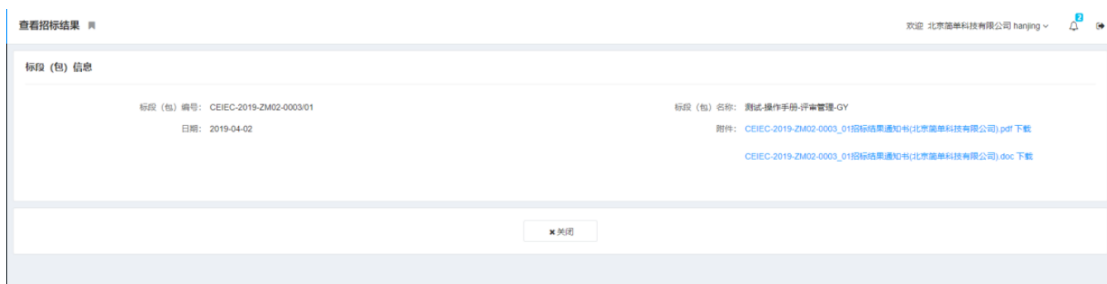 查看招标结果
欢迎 北京简单科技有限公司 hanjing
2
标段（包）信息
标段（包）编号： CEIEC-2019-ZM02-0003/01
标段（包）名称： 测试-操作手册-评审管理-GY
日期： 2019-04-02
附件： CEIEC-2019-ZM02-0003_01招标结果通知书(北京简单科技有限公司).pdf 下载
CEIEC-2019-ZM02-0003_01招标结果通知书(北京简单科技有限公司).doc 下载
关闭